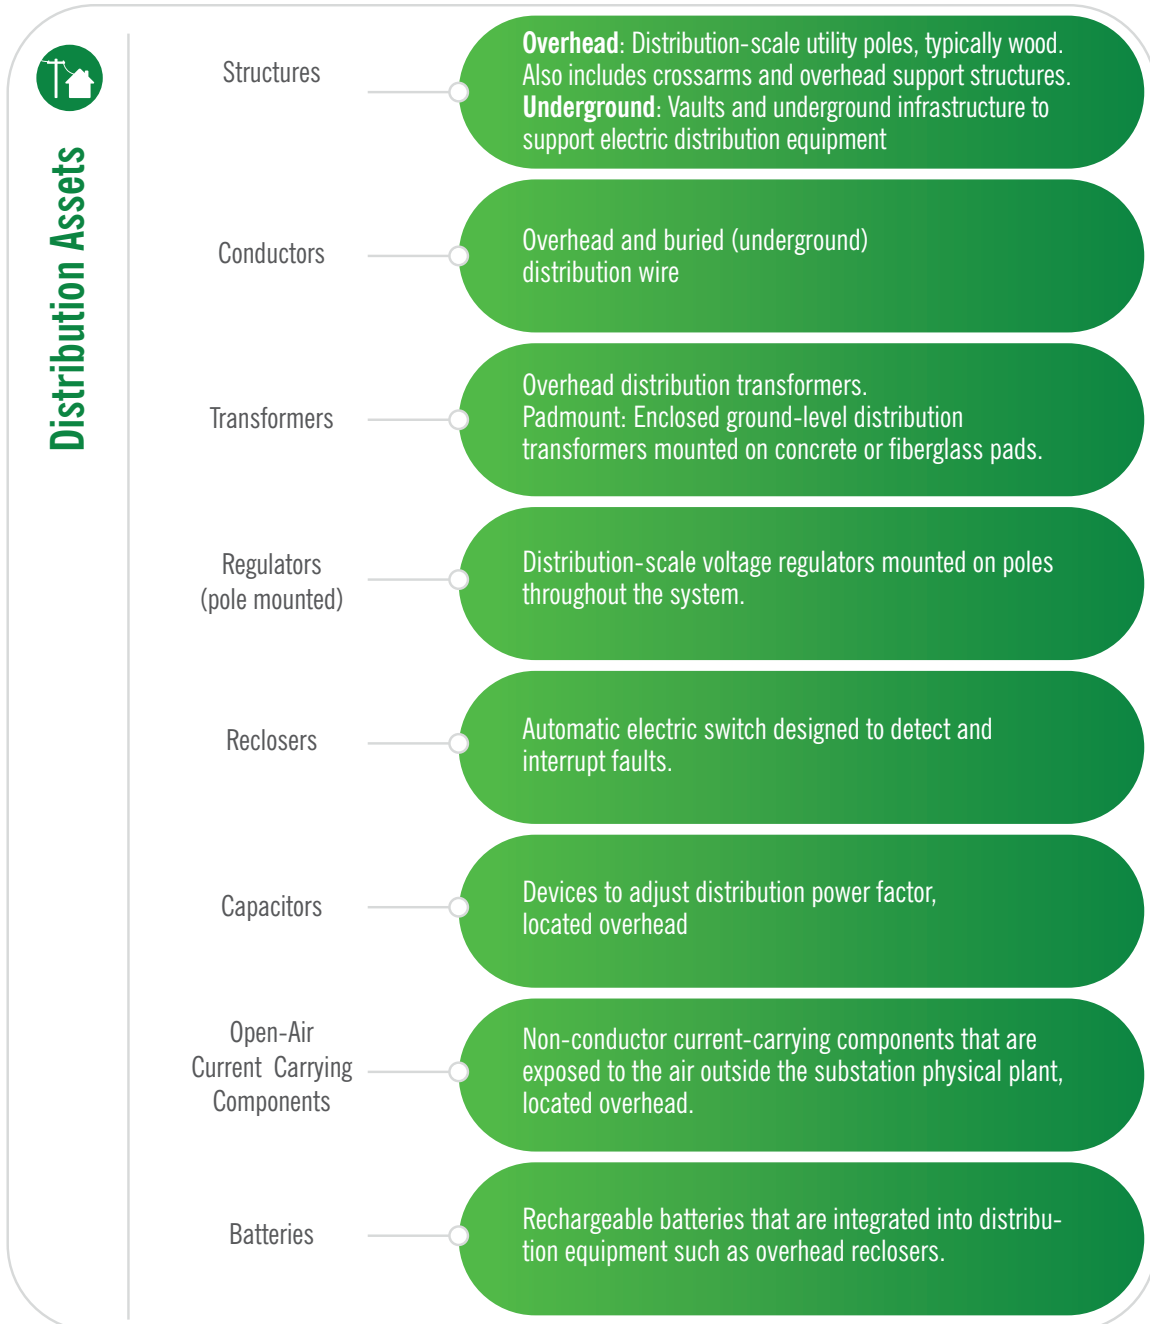 Distribution Assets
Structures
Overhead: Distribution-scale utility poles, typically wood.
Also includes crossarms and overhead support structures.
Underground: Vaults and underground infrastructure to
support electric distribution equipment
Conductors
Overhead and buried (underground)
distribution wire
Transformers
Overhead distribution transformers.
Padmount: Enclosed ground-level distribution
transformers mounted on concrete or fiberglass pads.
Regulators
(pole mounted)
Distribution-scale voltage regulators mounted on poles
throughout the system.
Reclosers
Automatic electric switch designed to detect and
interrupt faults.
Capacitors
Devices to adjust distribution power factor,
located overhead
Open-Air
Current Carrying
Components
Non-conductor current-carrying components that are
exposed to the air outside the substation physical plant,
located overhead.
Batteries
Rechargeable batteries that are integrated into distribu-
tion equipment such as overhead reclosers.